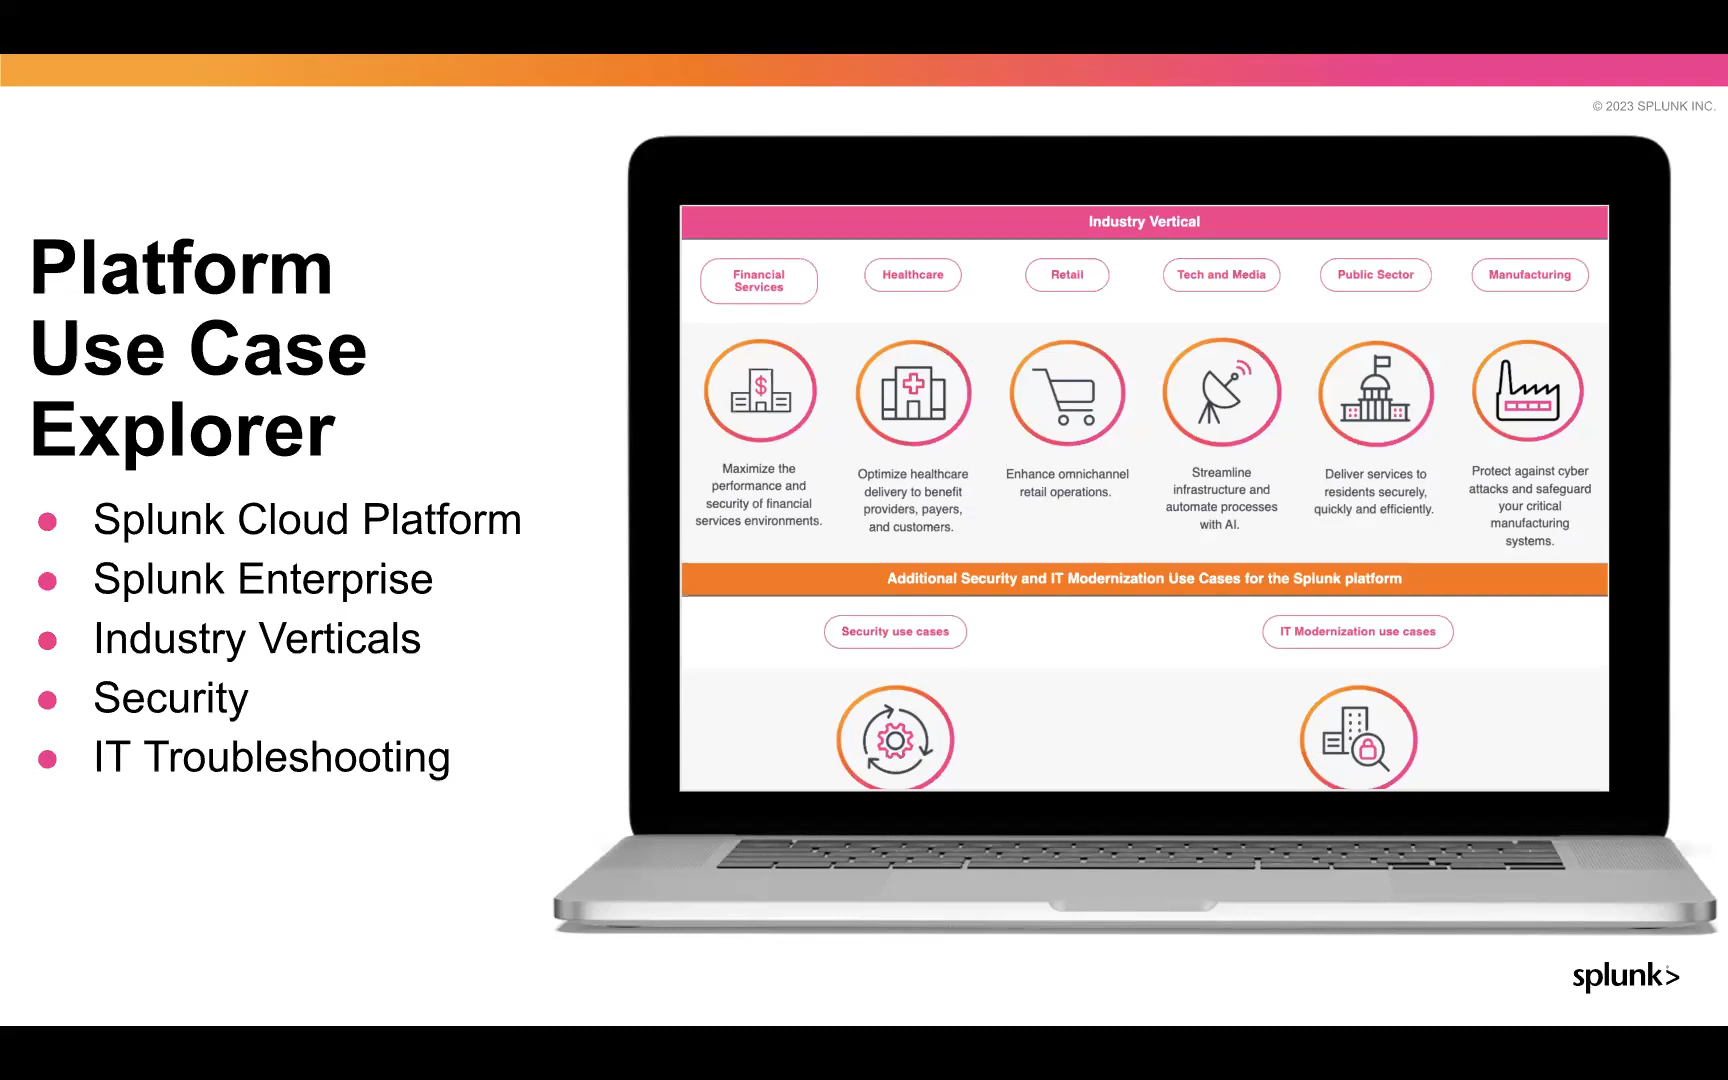 © 2023 SPLUNK INC.
Platform
Use Case
Explorer
Splunk Cloud Platform
Splunk Enterprise
Industry Verticals
Security
IT Troubleshooting
Industry Vertical
Financial
Services
Healthcare
Retail
Tech and Media
Public Sector
Manufacturing
Maximize the
performance and
security of financial
services environments.
Optimize healthcare
delivery to benefit
providers, payers,
and customers.
Enhance omnichannel
retail operations.
Streamline
infrastructure and
automate processes
with AI.
Deliver services to
residents securely,
quickly and efficiently.
Protect against cyber
attacks and safeguard
your critical
manufacturing
systems.
Additional Security and IT Modernization Use Cases for the Splunk platform
Security use cases
IT Modernization use cases
splunk>